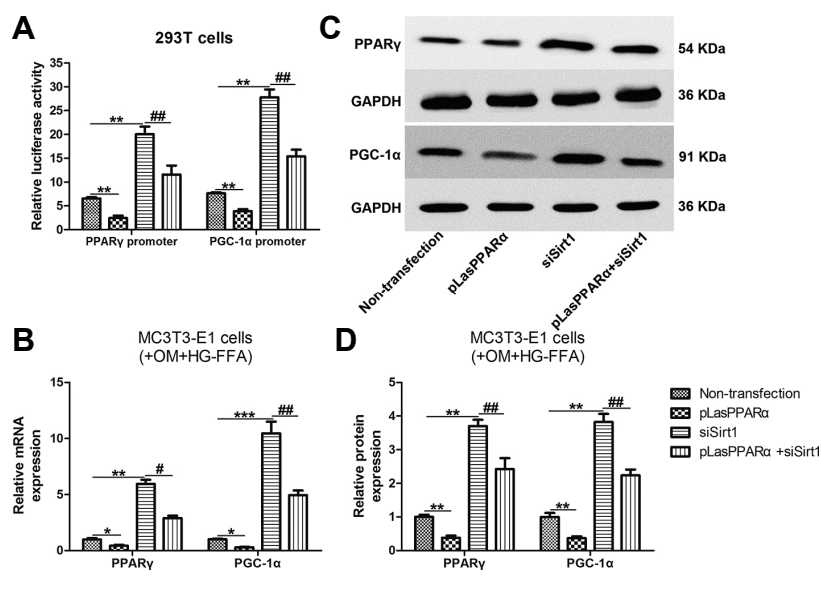 A
293T cells
Relative luciferase activity
35
30
25
20
15
10
5
0
**
**
##
**
**
##
PPARγ promoter
PGC-1α promoter
C
PPARγ
54 KDa
GAPDH
36 KDa
PGC-1α
91 KDa
GAPDH
36 KDa
Non-transfection
pLasPPARα
siSirt1
pLasPPARα+siSirt1
B
MC3T3-E1 cells
(+OM+HG-FFA)
Relative mRNA
expression
15
10
5
0
*
**
#
*
***
##
PPARγ
PGC-1α
D
MC3T3-E1 cells
(+OM+HG-FFA)
Relative protein
expression
5
4
3
2
1
0
**
**
##
**
**
##
PPARγ
PGC-1α
Non-transfection
pLasPPARα
siSirt1
pLasPPARα +siSirt1